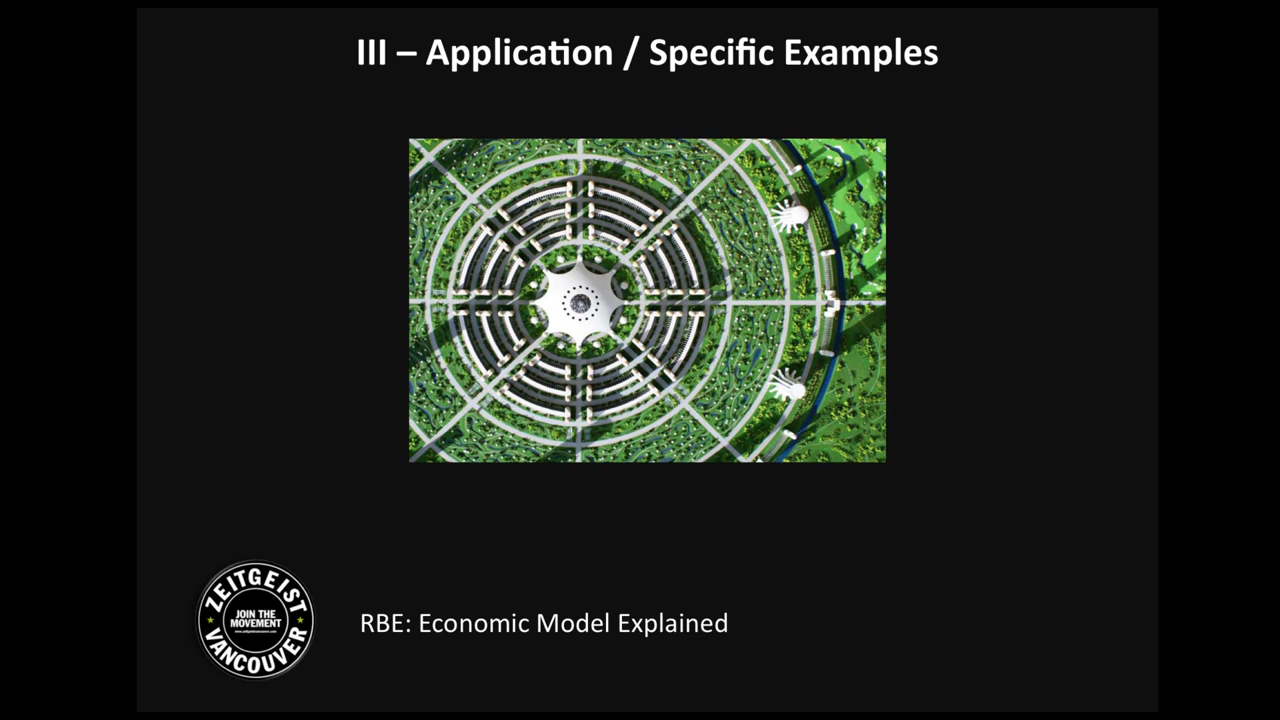 III – Application / Specific Examples
ZEITGEIST
JOIN THE
MOVEMENT
VANCOUVER
RBE: Economic Model Explained